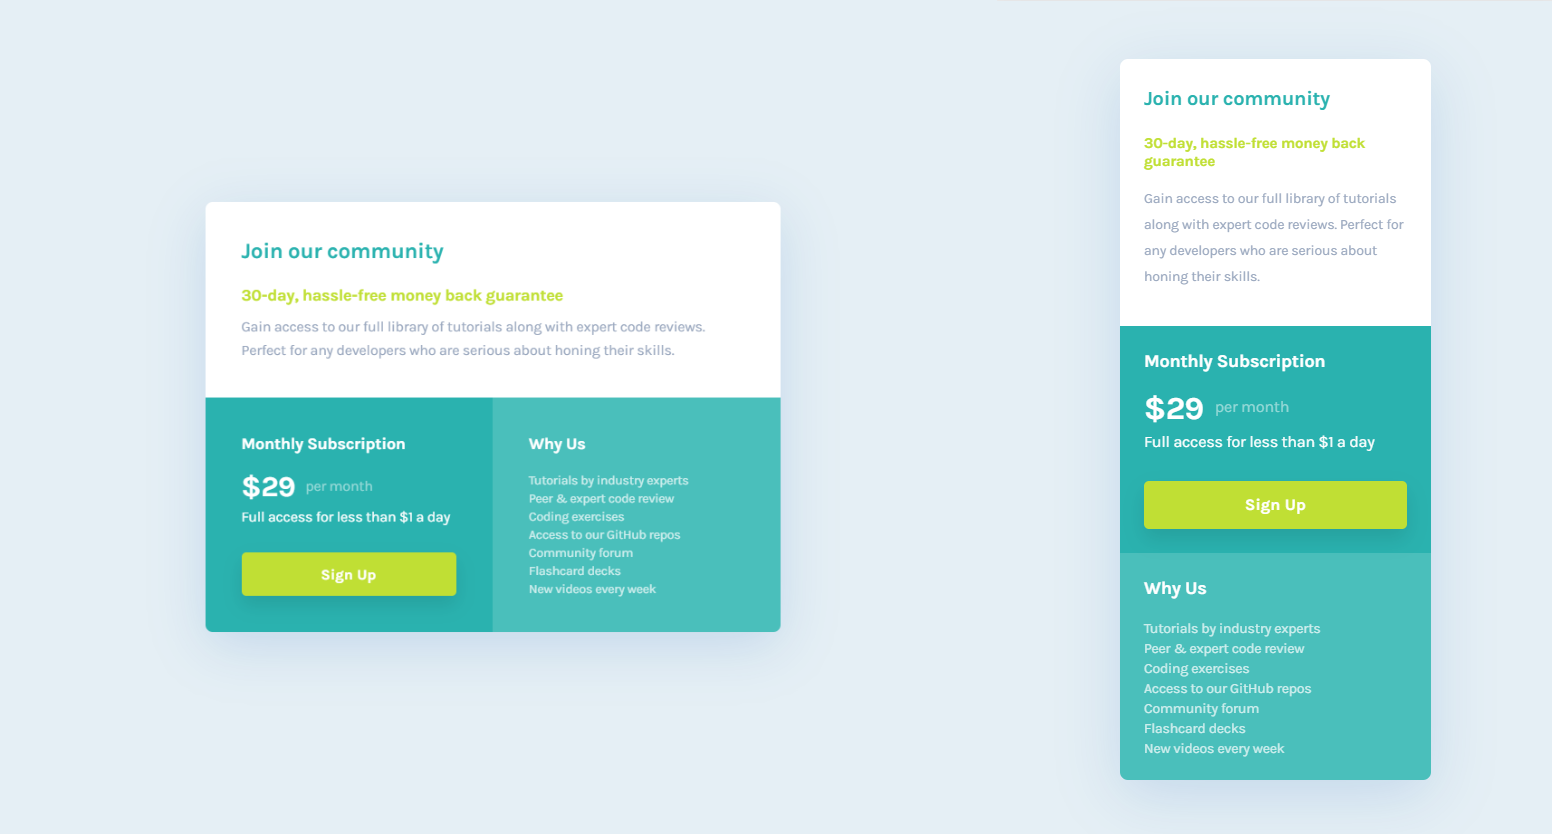 Join our community
30-day, hassle-free money back guarantee
Gain access to our full library of tutorials along with expert code reviews.
Perfect for any developers who are serious about honing their skills.
Monthly Subscription
$29 per month
Full access for less than $1 a day
Sign Up
Why Us
Tutorials by industry experts
Peer & expert code review
Coding exercises
Access to our GitHub repos
Community forum
Flashcard decks
New videos every week
Join our community
30-day, hassle-free money back
guarantee
Gain access to our full library of tutorials
along with expert code reviews. Perfect for
any developers who are serious about
honing their skills.
Monthly Subscription
$29 per month
Full access for less than $1 a day
Sign Up
Why Us
Tutorials by industry experts
Peer & expert code review
Coding exercises
Access to our GitHub repos
Community forum
Flashcard decks
New videos every week